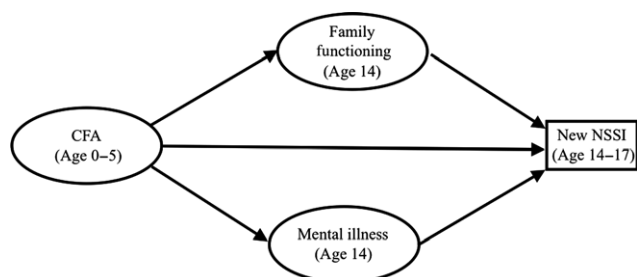 Family
functioning
(Age 14)
CFA
(Age 0–5)
New NSSI
(Age 14–17)
Mental illness
(Age 14)